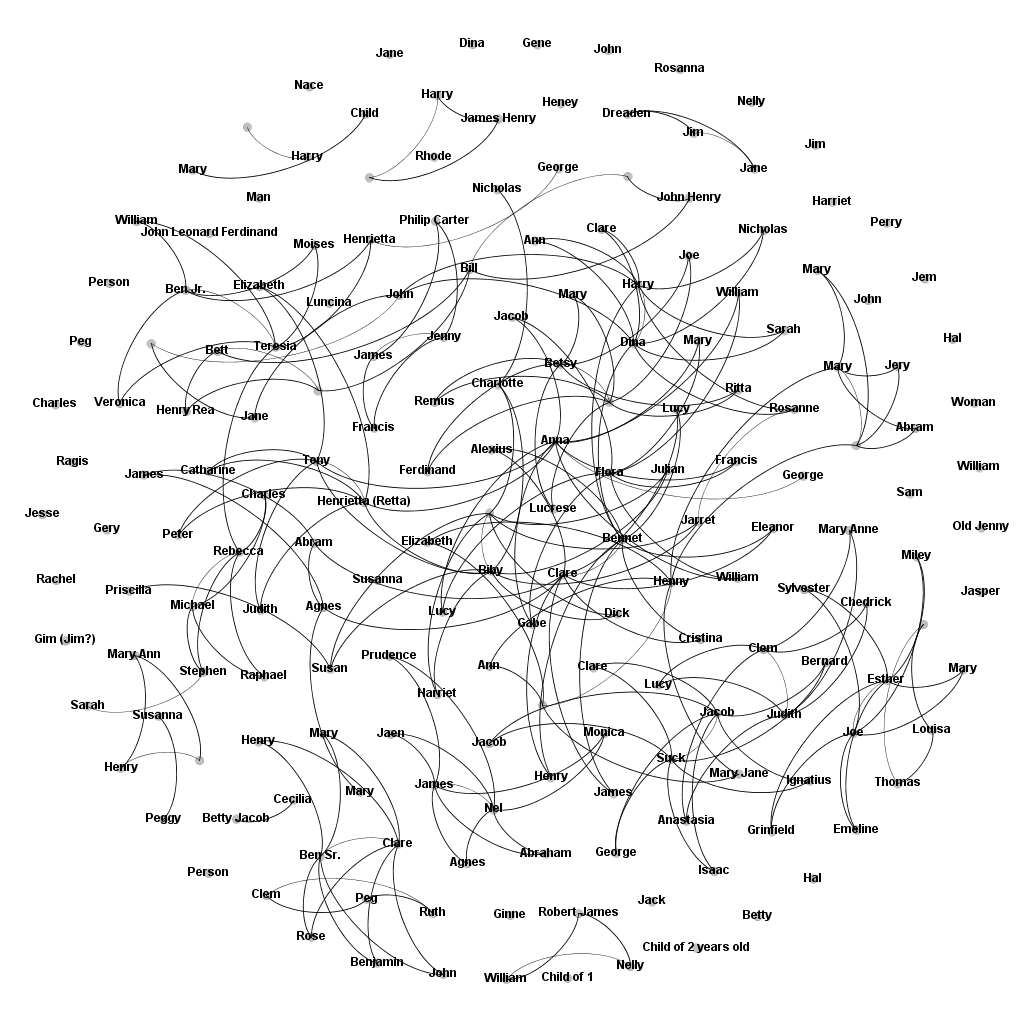 Dina
Gene
Jane
John
Rosanna
Nace
Harry
Heney
Nelly
Child
James Henry
Dreaden
Jim
Jim
Harry
Rhode
Mary
George
Jane
Man
Nicholas
John Henry
Harriet
William
John Leonard Ferdinand
Philip Carter
Perry
Moises
Henrietta
Ann
Clare
Nicholas
Joe
Bill
Mary
Jem
Person
Ben Jr.
Elizabeth
Luncina
John
Mary
Harry
William
John
Jacob
Sarah
Peg
Bett
Teresia
James
Jenny
Dina
Mary
Hal
Betsy
Mary
Jery
Charles
Veronica
Henry Rea
Jane
Remus
Charlotte
Ritta
Lucy
Rosanne
Woman
Francis
Abram
Anna
Alexius
Ragis
James
Catharine
Tony
Ferdinand
Flora
Julian
Francis
George
William
Charles
Henrietta (Retta)
Sam
Jesse
Gery
Peter
Lucrese
Jarret
Eleanor
Mary Anne
Old Jenny
Rebecca
Abram
Elizabeth
Bennet
Miley
Rachel
Priscilla
Susanna
Biby
Clare
Henny
William
Sylvester
Jasper
Michael
Judith
Agnes
Lucy
Gabe
Dick
Chedrick
Gim (Jim?)
Mary Ann
Prudence
Cristina
Clem
Stephen
Raphael
Susan
Ann
Clare
Bernard
Mary
Sarah
Susanna
Harriet
Lucy
Esther
Jacob
Judith
Henry
Henry
Mary
Jaen
Jacob
Monica
Joe
Louisa
Suck
Mary
James
Henry
James
Mary Jane
Ignatius
Thomas
Peggy
Betty Jacob
Cecilia
Nel
Anastasia
Grinfield
Emeline
Ben Sr.
Clare
Agnes
Abraham
George
Person
Isaac
Hal
Clem
Peg
Ruth
Ginne
Robert James
Jack
Betty
Rose
Child of 2 years old
Benjamin
John
William
Child of 1
Nelly